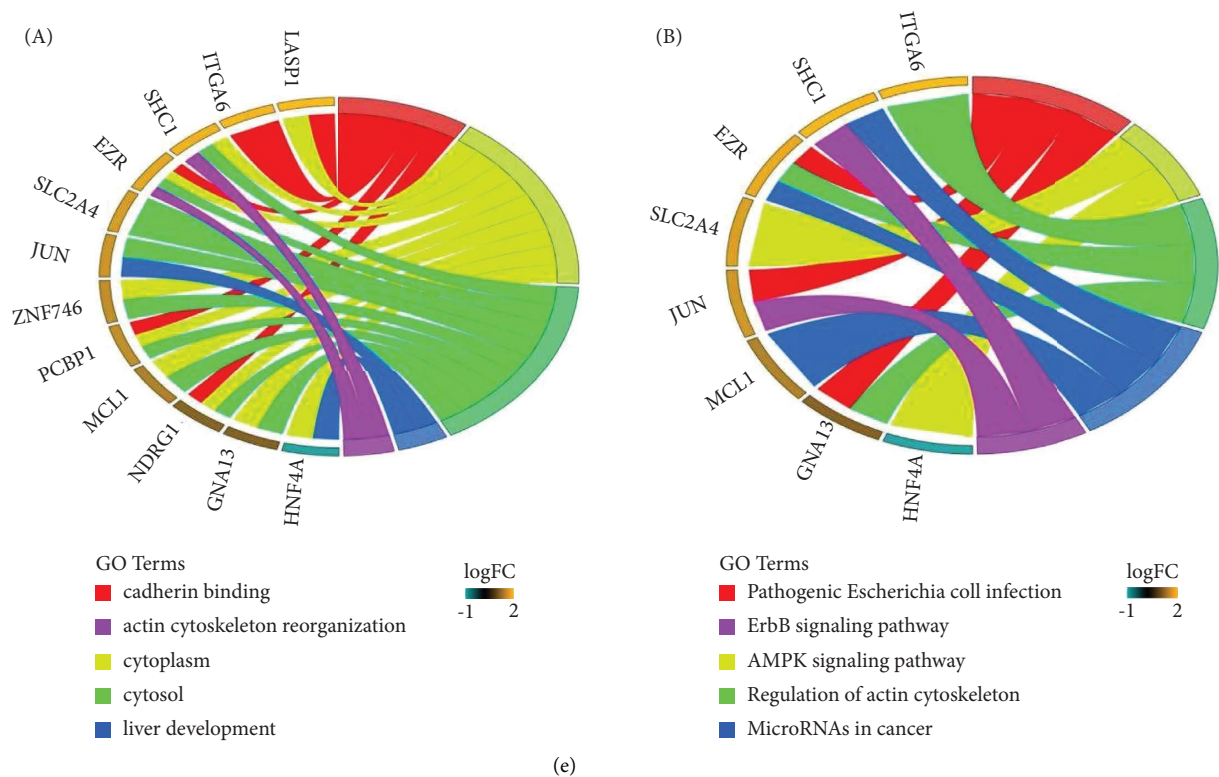 (A)
LASP1
ITGA6
SHC1
EZR
SLC2A4
JUN
ZNF746
PCBP1
MCL1
NDRG1
GNA13
HNF4A
GO Terms
cadherin binding
actin cytoskeleton reorganization
cytoplasm
cytosol
liver development
logFC
-1 2
(B)
ITGA6
SHC1
EZR
SLC2A4
JUN
MCL1
GNA13
HNF4A
GO Terms
Pathogenic Escherichia coll infection
ErbB signaling pathway
AMPK signaling pathway
Regulation of actin cytoskeleton
MicroRNAs in cancer
logFC
-1 2
(e)